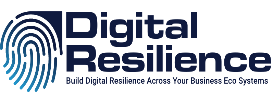 Digital
Resilience
Build Digital Resilience Across Your Business Eco Systems